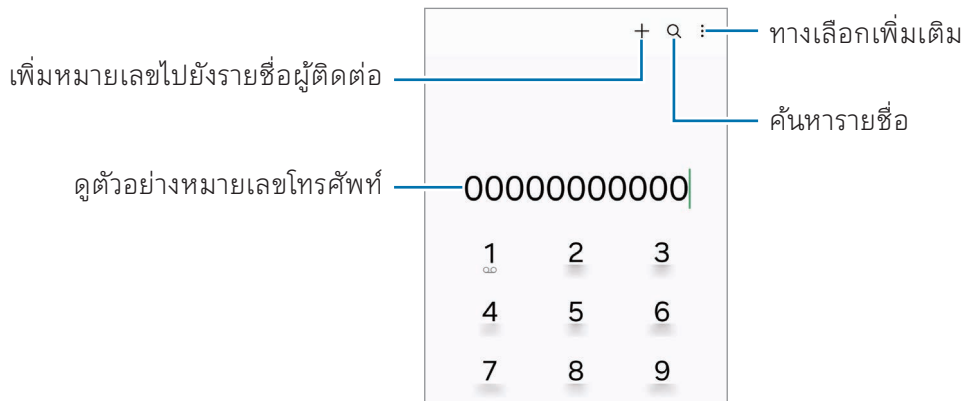 ทางเลือกเพิ่มเติม
เพิ่มหมายเลขไปยังรายชื่อผู้ติดต่อ
ค้นหารายชื่อ
ดูตัวอย่างหมายเลขโทรศัพท์
00000000000
1 2 3
4 5 6
7 8 9